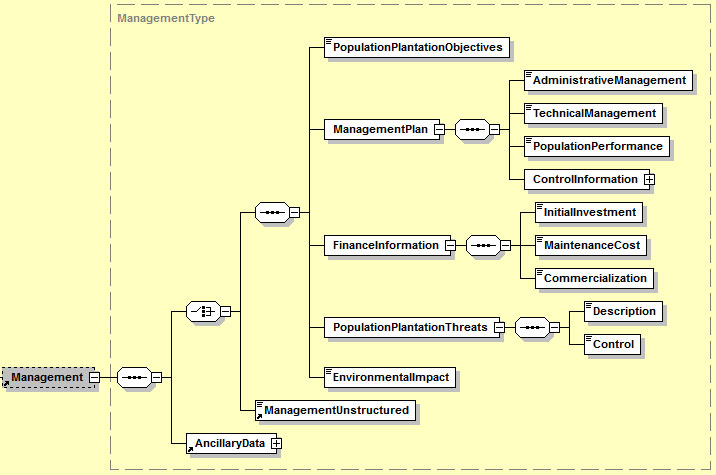 ManagementType
PopulationPlantationObjectives
AdministrativeManagement
TechnicalManagement
ManagementPlan
PopulationPerformance
ControlInformation
InitialInvestment
FinanceInformation
MaintenanceCost
Commercialization
Description
PopulationPlantationThreats
Control
Management
EnvironmentalImpact
ManagementUnstructured
AncillaryData